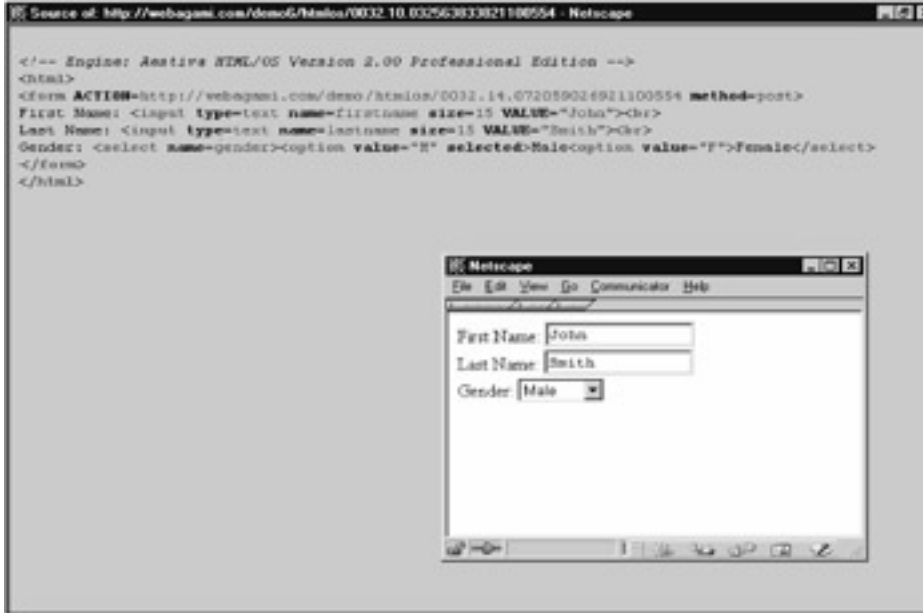 Source of: http://webagami.com/demo6/htmlos/0032.10.032563833821100554 - Netscape
<!-- Engine: Aestiva HTML/OS Version 2.00 Professional Edition -->
<html>
<form ACTION=http://webagami.com/demo/htmlos/0032.14.072059026921100554 method=post>
First Name: <input type=text name=firstname size=15 VALUE="John"><br>
Last Name: <input type=text name=lastname size=15 VALUE="Smith"><br>
Gender: <select name=gender><option value="M" selected>Male<option value="F">Female</select>
</form>
</html>
Netscape
File Edit View Go Communicator Help
First Name: John
Last Name: Smith
Gender: Male